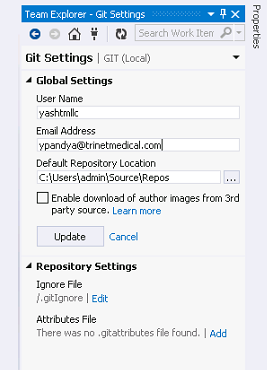 Team Explorer - Git Settings
Search Work Item
Git Settings | GIT (Local)
Global Settings
User Name
yashtmllc
Email Address
ypandya@trinetmedical.com
Default Repository Location
C:\Users\admin\Source\Repos
...
Enable download of author images from 3rd
party source. Learn more
Update Cancel
Repository Settings
Ignore File
/.gitIgnore | Edit
Attributes File
There was no .gitattributes file found. | Add
Properties